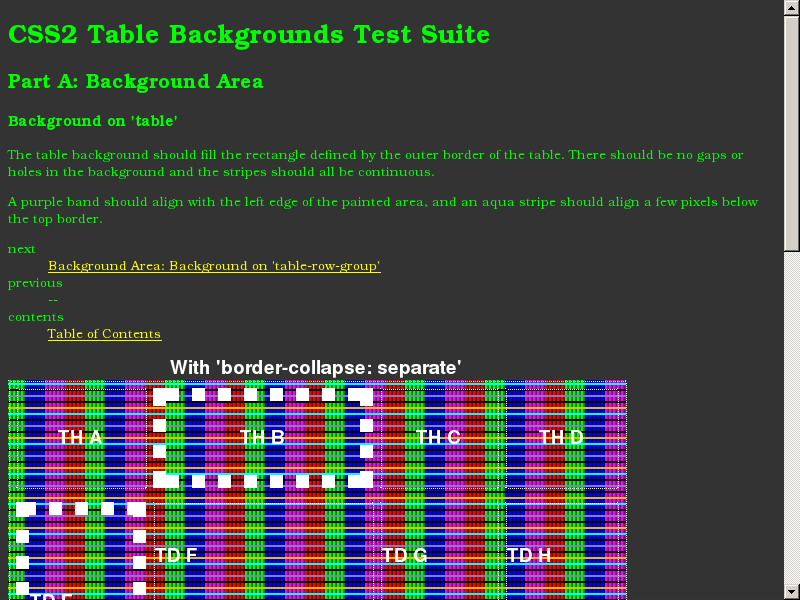 CSS2 Table Backgrounds Test Suite
Part A: Background Area
Background on 'table'
The table background should fill the rectangle defined by the outer border of the table. There should be no gaps or
holes in the background and the stripes should all be continuous.
A purple band should align with the left edge of the painted area, and an aqua stripe should align a few pixels below
the top border.
next
Background Area: Background on 'table-row-group'
previous
--
contents
Table of Contents
With 'border-collapse: separate'
TH A TH B TH C TH D
TD F TD G TD H
TD E